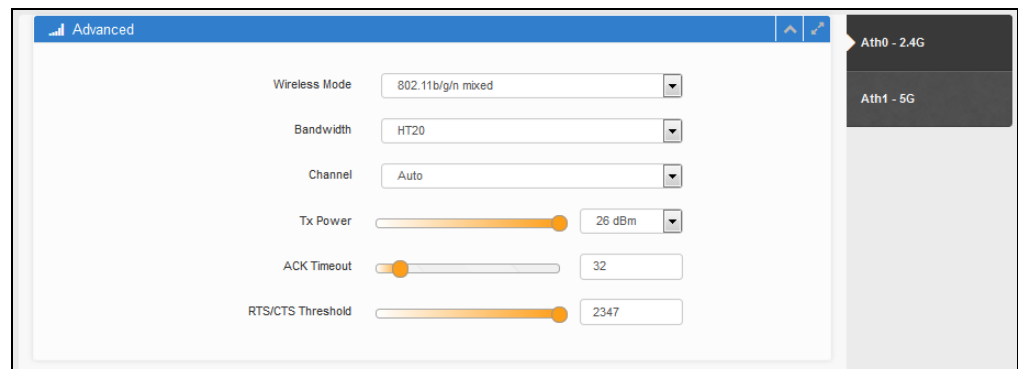 Advanced
Wireless Mode 802.11b/g/n mixed
Bandwidth HT20
Channel Auto
Tx Power 26 dBm
ACK Timeout 32
RTS/CTS Threshold 2347
Ath0 - 2.4G
Ath1 - 5G